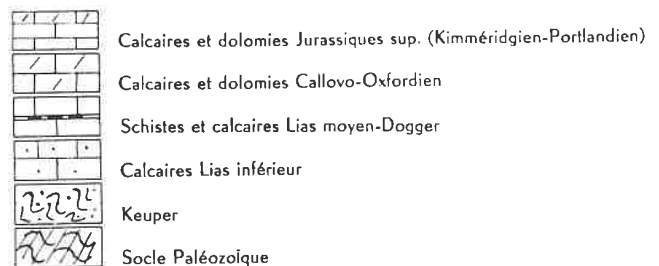 Calcaires et dolomies Jurassiques sup. (Kimméridgien-Portlandien)
Calcaires et dolomies Callovo-Oxfordien
Schistes et calcaires Lias moyen-Dogger
Calcaires Lias inférieur
Keuper
Socle Paléozoïque